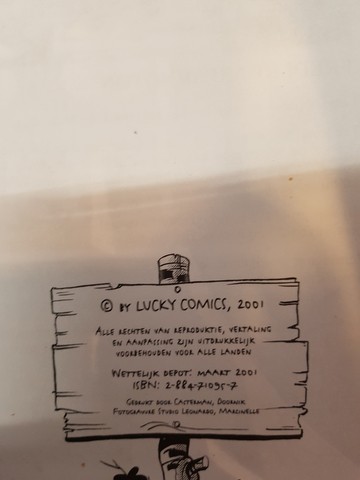 © BY LUCKY COMICS, 2001
ALLE RECHTEN VAN REPRODUKTIE, VERTALING
EN AANPASSING ZIJN UITDRUKKELIJK
VOORBEHOUDEN VOOR ALLE LANDEN
WETTELIJK DEPOT: MAART 2001
ISBN: 2-884-71095-7
GEDRUKT DOOR CASTERMAN, DOORNIK
FOTOGRAVURE STUDIO LEONARDO, MARCINELLE